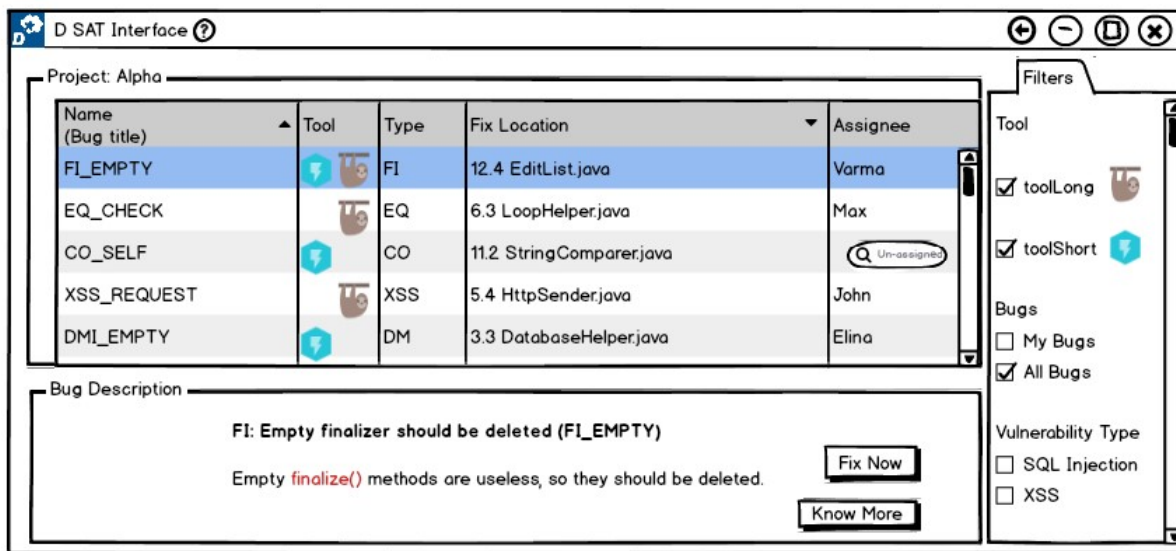 D
D SAT Interface ?
Project: Alpha
Name
(Bug title)
Tool
Type
Fix Location
Assignee
FI_EMPTY FI 12.4 EditList.java Varma
EQ_CHECK EQ 6.3 LoopHelper.java Max
CO_SELF CO 11.2 StringComparer.java Un-assigned
XSS_REQUEST XSS 5.4 HttpSender.java John
DMI_EMPTY DM 3.3 DatabaseHelper.java Elina
Bug Description
FI: Empty finalizer should be deleted (FI_EMPTY)
Empty finalize() methods are useless, so they should be deleted.
Fix Now
Know More
Filters
Tool
toolLong
toolShort
Bugs
My Bugs
All Bugs
Vulnerability Type
SQL Injection
XSS